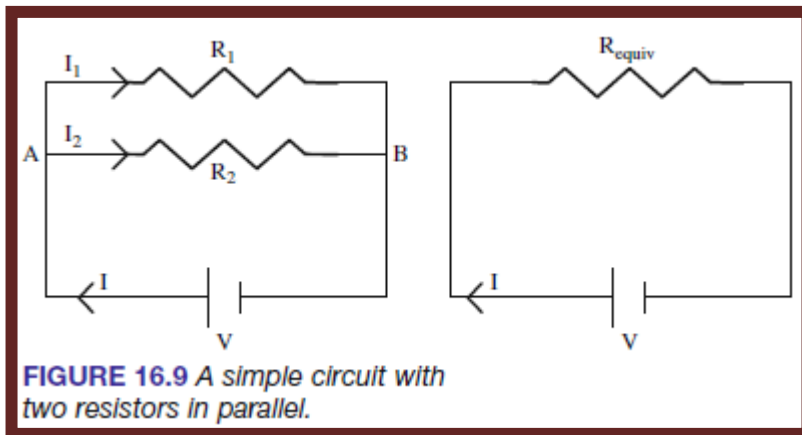 R1
Requiv
I1
I2
A
B
R2
I
I
V
V
FIGURE 16.9 A simple circuit with
two resistors in parallel.